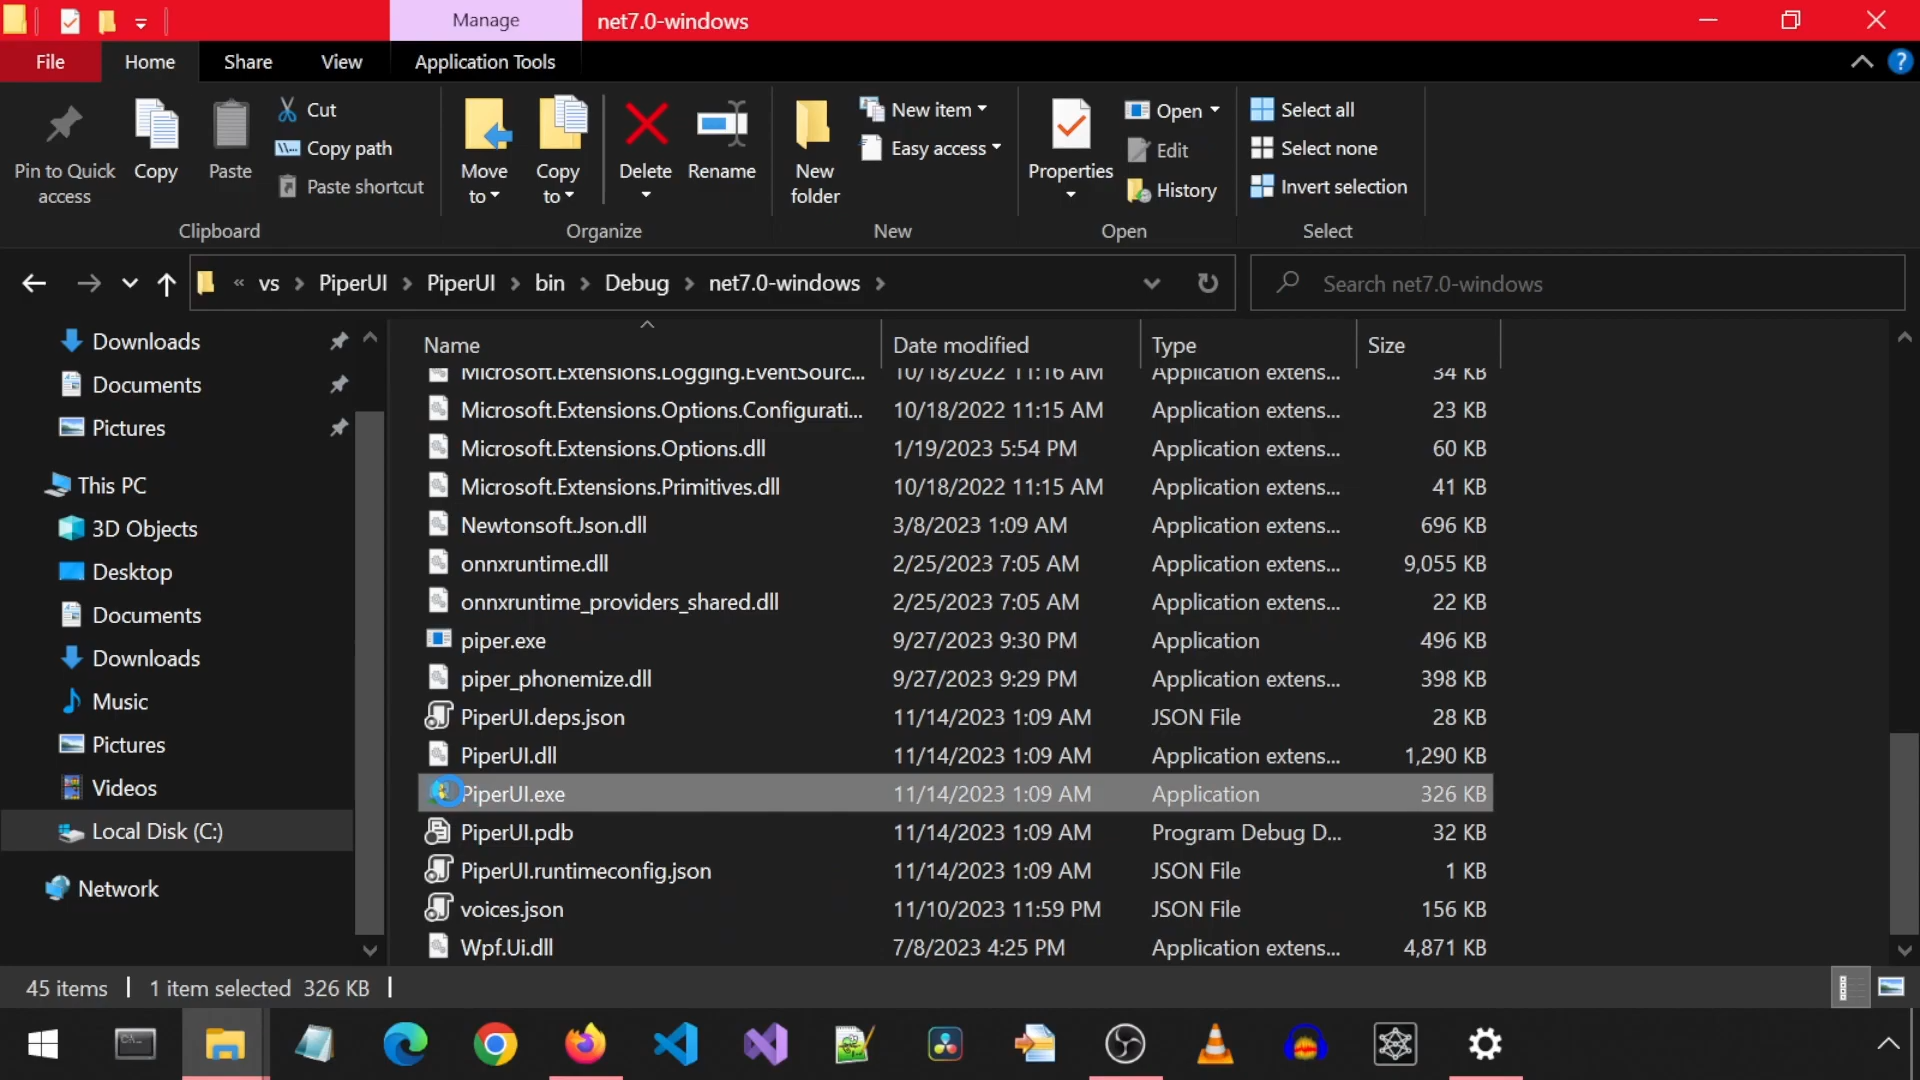 Manage
net7.0-windows
File
Home
Share
View
Application Tools
Pin to Quick access
Copy
Paste
Cut
Copy path
Paste shortcut
Clipboard
Move to
Copy to
Delete
Rename
Organize
New folder
New item
Easy access
New
Properties
Open
Edit
History
Open
Select all
Select none
Invert selection
Select
« vs > PiperUI > PiperUI > bin > Debug > net7.0-windows >
Search net7.0-windows
Downloads
Documents
Pictures
This PC
3D Objects
Desktop
Documents
Downloads
Music
Pictures
Videos
Local Disk (C:)
Network
Name Date modified Type Size
Microsoft.Extensions.Logging.EventSourc... 10/18/2022 11:16 AM Application extens... 34 KB
Microsoft.Extensions.Options.Configurati... 10/18/2022 11:15 AM Application extens... 23 KB
Microsoft.Extensions.Options.dll 1/19/2023 5:54 PM Application extens... 60 KB
Microsoft.Extensions.Primitives.dll 10/18/2022 11:15 AM Application extens... 41 KB
Newtonsoft.Json.dll 3/8/2023 1:09 AM Application extens... 696 KB
onnxruntime.dll 2/25/2023 7:05 AM Application extens... 9,055 KB
onnxruntime_providers_shared.dll 2/25/2023 7:05 AM Application extens... 22 KB
piper.exe 9/27/2023 9:30 PM Application 496 KB
piper_phonemize.dll 9/27/2023 9:29 PM Application extens... 398 KB
PiperUI.deps.json 11/14/2023 1:09 AM JSON File 28 KB
PiperUI.dll 11/14/2023 1:09 AM Application extens... 1,290 KB
PiperUI.exe 11/14/2023 1:09 AM Application 326 KB
PiperUI.pdb 11/14/2023 1:09 AM Program Debug D... 32 KB
PiperUI.runtimeconfig.json 11/14/2023 1:09 AM JSON File 1 KB
voices.json 11/10/2023 11:59 PM JSON File 156 KB
Wpf.Ui.dll 7/8/2023 4:25 PM Application extens... 4,871 KB
45 items
1 item selected 326 KB